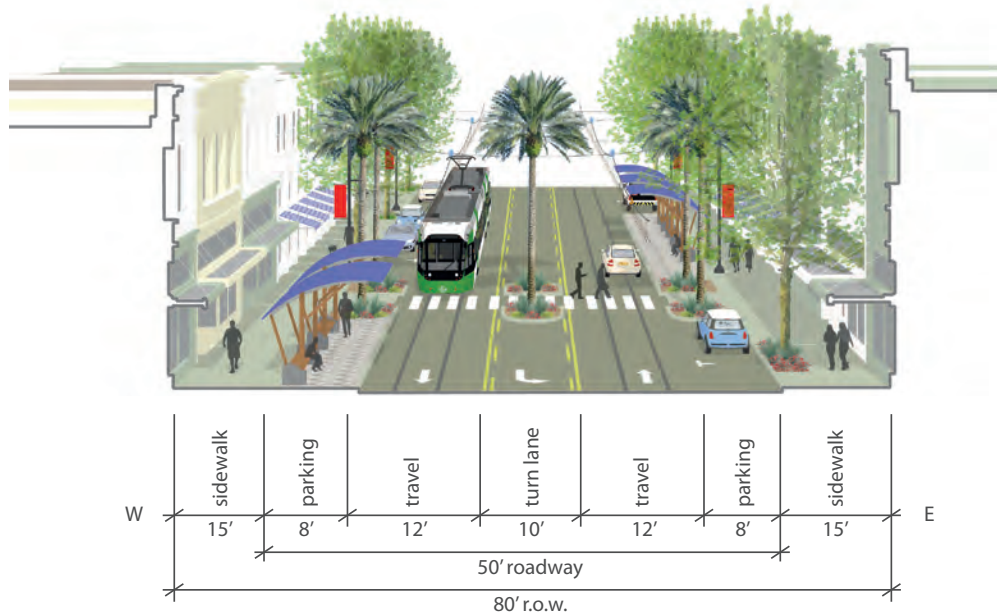 sidewalk
parking
travel
turn lane
travel
parking
sidewalk
W
E
15’
8’
12’
10’
12’
8’
15’
50’ roadway
80’ r.o.w.